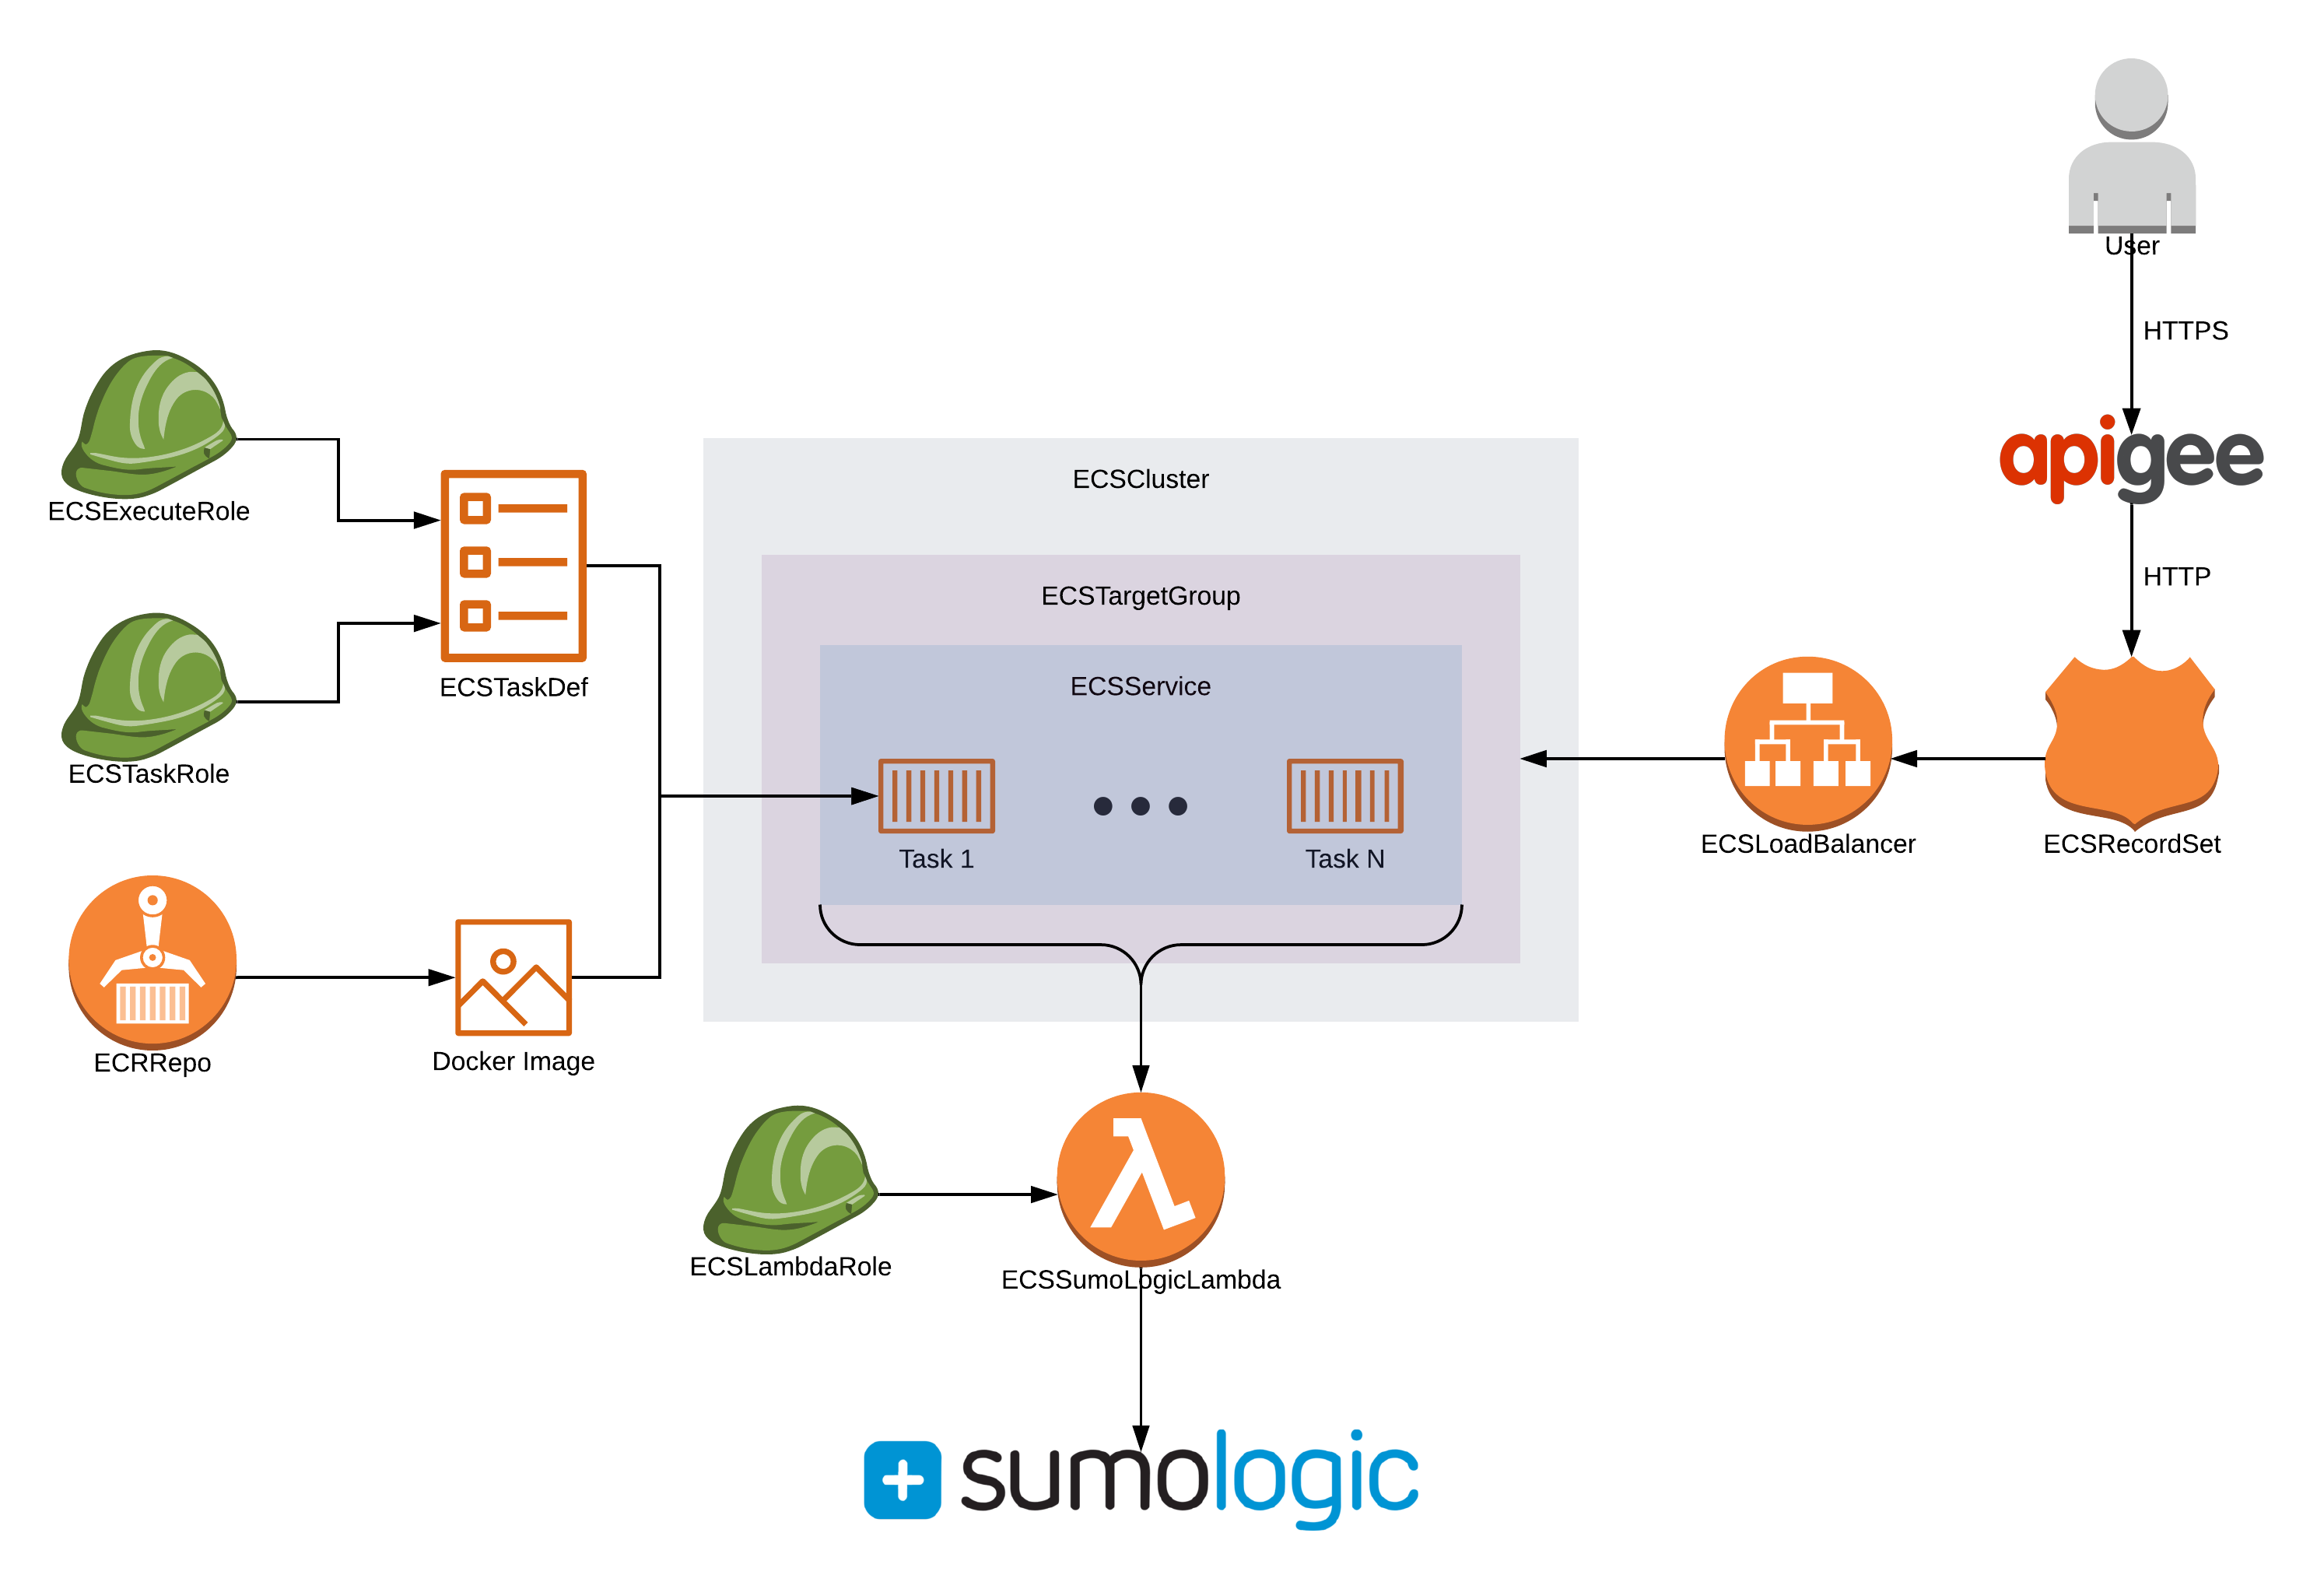 User
HTTPS
apigee
HTTP
ECSExecuteRole
ECSCluster
ECSTargetGroup
ECSTaskDef
ECSService
ECSTaskRole
Task 1
Task N
ECSLoadBalancer
ECSRecordSet
ECRRepo
Docker Image
ECSLambdaRole
ECSSumoLogicLambda
sumologic